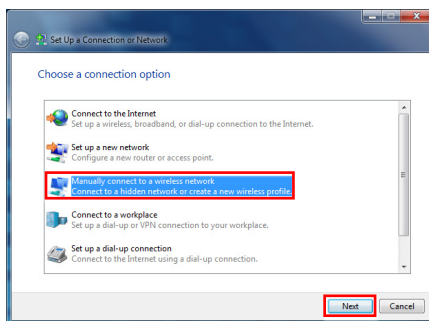 Set Up a Connection or Network
Choose a connection option
Connect to the Internet
Set up a wireless, broadband, or dial-up connection to the Internet.
Set up a new network
Configure a new router or access point.
Manually connect to a wireless network
Connect to a hidden network or create a new wireless profile.
Connect to a workplace
Set up a dial-up or VPN connection to your workplace.
Set up a dial-up connection
Connect to the Internet using a dial-up connection.
Next
Cancel